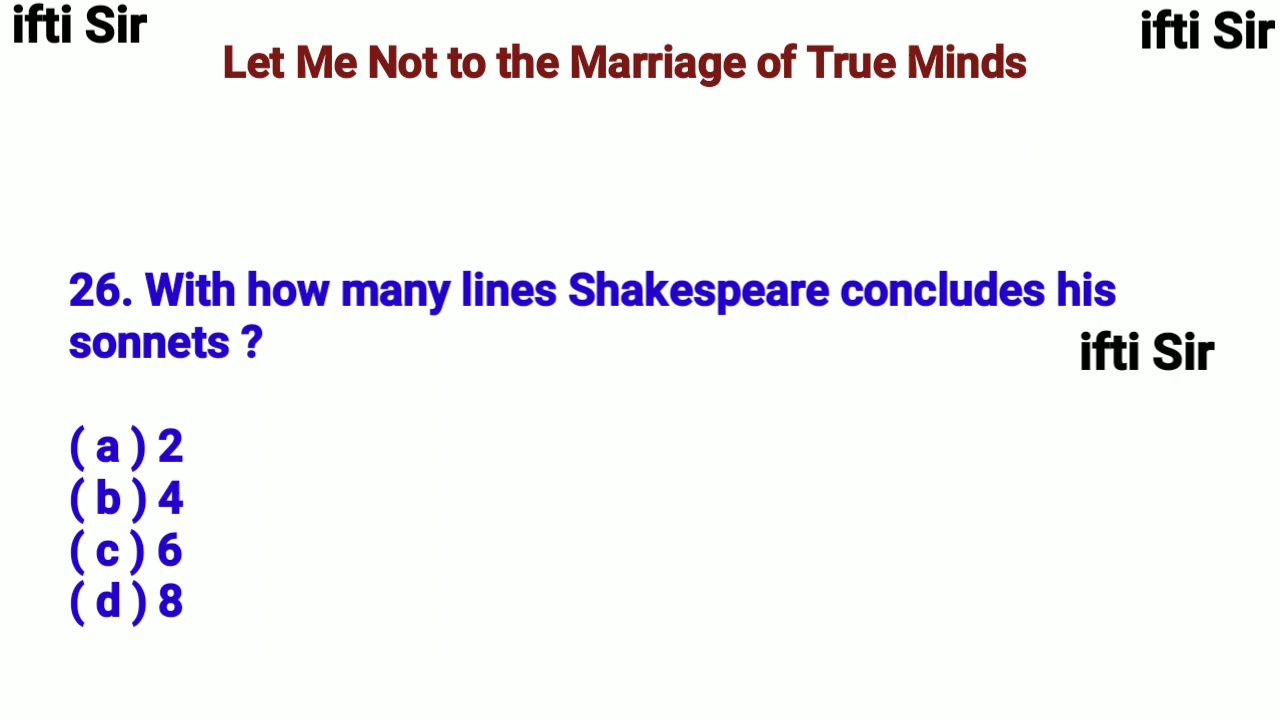 ifti Sir
ifti Sir
Let Me Not to the Marriage of True Minds
26. With how many lines Shakespeare concludes his
sonnets ?
ifti Sir
( a ) 2
( b ) 4
( c ) 6
( d ) 8